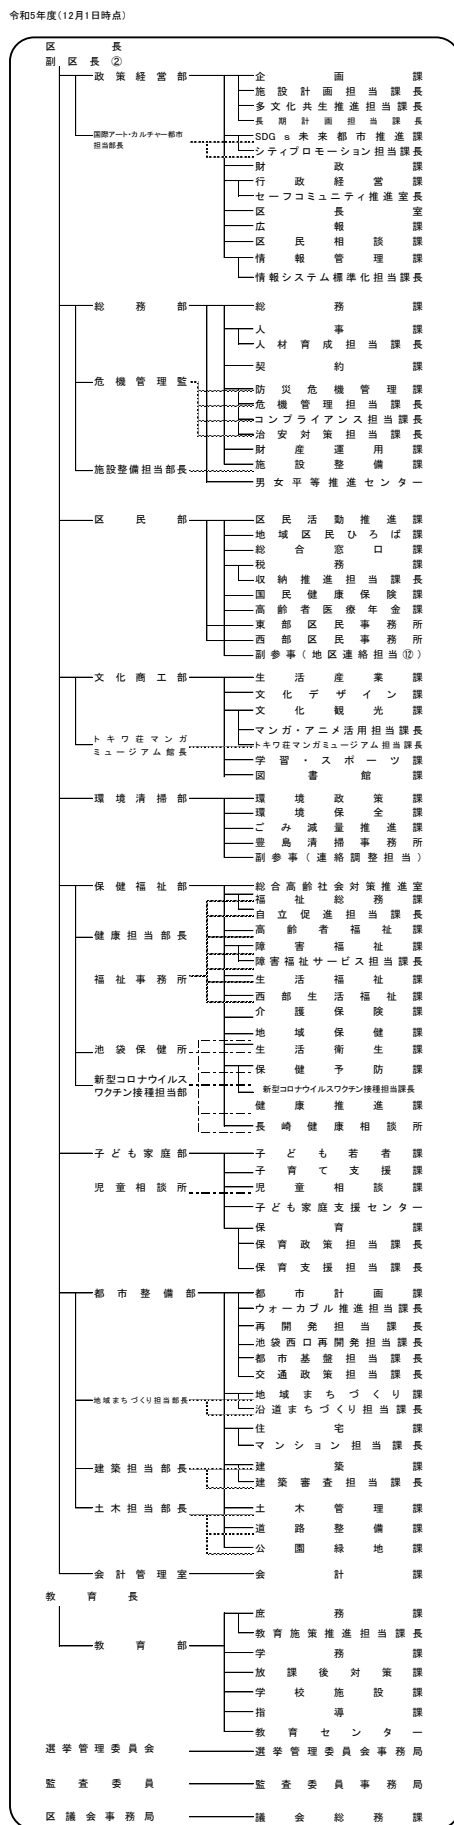 令和5年度(12月1日時点)
区長
副区長②
政策経営部 企画課
施設計画担当課長
多文化共生推進担当課長
長期計画担当課長
国際アート・カルチャー都市担当部長 SDGs未来都市推進課
シティプロモーション担当課長
財政課
行政経営課
セーフコミュニティ推進室長
区長室
広報課
区民相談課
情報管理課
情報システム標準化担当課長
総務部 総務課
人事課
人材育成担当課長
契約課
危機管理監 防災危機管理課
危機管理担当課長
コンプライアンス担当課長
治安対策担当課長
財産運用課
施設整備担当部長 施設整備課
男女平等推進センター
区民部 区民活動推進課
地域区民ひろば課
総合窓口課
税務課
収納推進担当課長
国民健康保険課
高齢者医療年金課
東部区民事務所
西部区民事務所
副参事(地区連絡担当⑫)
文化商工部 生活産業課
文化デザイン課
文化観光課
マンガ・アニメ活用担当課長
トキワ荘マンガミュージアム館長 トキワ荘マンガミュージアム担当課長
学習・スポーツ課
図書館課
環境清掃部 環境政策課
環境保全課
ごみ減量推進課
豊島清掃事務所
副参事(連絡調整担当)
保健福祉部 総合高齢社会対策推進室
福祉総務課
自立促進担当課長
健康担当部長 高齢者福祉課
障害福祉課
障害福祉サービス担当課長
福祉事務所 生活福祉課
西部生活福祉課
介護保険課
地域保健課
池袋保健所 生活衛生課
保健予防課
新型コロナウイルスワクチン接種担当部 新型コロナウイルスワクチン接種担当課長
健康推進課
長崎健康相談所
子ども家庭部 子ども若者課
子育て支援課
児童相談所 児童相談課
子ども家庭支援センター
保育課
保育政策担当課長
保育支援担当課長
都市整備部 都市計画課
ウォーカブル推進担当課長
再開発担当課長
池袋西口再開発担当課長
都市基盤担当課長
交通政策担当課長
地域まちづくり担当部長 地域まちづくり課
沿道まちづくり担当課長
住宅課
マンション担当課長
建築担当部長 建築課
建築審査担当課長
土木担当部長 土木管理課
道路整備課
公園緑地課
会計管理室 会計課
教育長
庶務課
教育施策推進担当課長
教育部 学務課
放課後対策課
学校施設課
指導課
教育センター
選挙管理委員会 選挙管理委員会事務局
監査委員 監査委員事務局
区議会事務局 議会総務課